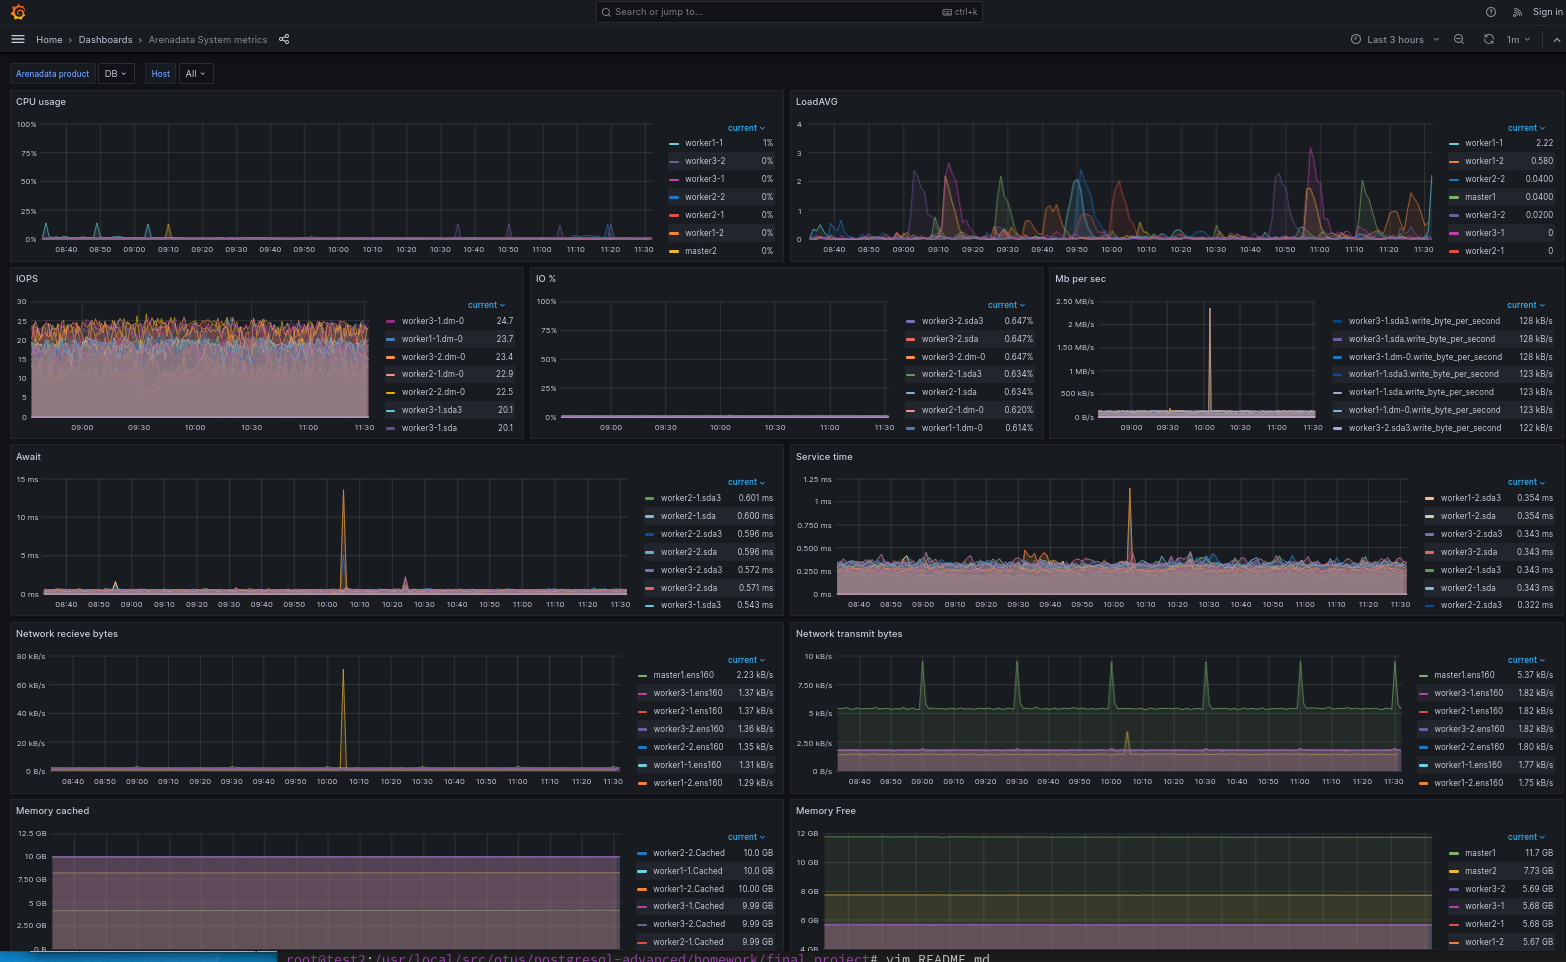 Search or jump to...
ctrl+k
Sign in
Home › Dashboards › Arenadata System metrics
Last 3 hours
1m
Arenadata product DB
Host All
CPU usage
100%
75%
50%
25%
0%
08:40 08:50 09:00 09:10 09:20 09:30 09:40 09:50 10:00 10:10 10:20 10:30 10:40 10:50 11:00 11:20 11:30
current
worker1-1 1%
worker3-2 0%
worker3-1 0%
worker2-2 0%
worker2-1 0%
worker1-2 0%
master2 0%
LoadAVG
4
3
2
1
0
08:40 08:50 09:00 09:10 09:20 09:30 09:40 09:50 10:00 10:10 10:20 10:30 10:40 10:50 11:00 11:10 11:20 11:30
current
worker1-1 2.22
worker1-2 0.580
worker2-2 0.0400
master1 0.0400
worker3-2 0.0200
worker3-1 0
worker2-1 0
IOPS
30
25
20
15
10
5
0
09:00 09:30 10:00 10:30 11:00 11:30
current
worker3-1.dm-0 24.7
worker1-1.dm-0 23.7
worker3-2.dm-0 23.4
worker2-1.dm-0 22.9
worker2-2.dm-0 22.5
worker3-1.sda3 20.1
worker3-1.sda 20.1
IO %
100%
75%
50%
25%
0%
09:00 09:30 10:00 10:30 11:00 11:30
current
worker3-2.sda3 0.647%
worker3-2.sda 0.647%
worker3-2.dm-0 0.647%
worker2-1.sda3 0.634%
worker2-1.sda 0.634%
worker2-1.dm-0 0.620%
worker1-1.dm-0 0.614%
Mb per sec
2.50 MB/s
2 MB/s
1.50 MB/s
1 MB/s
500 kB/s
0 B/s
09:00 09:30 10:00 10:30 11:00 11:30
current
worker3-1.sda3.write_byte_per_second 128 kB/s
worker3-1.sda.write_byte_per_second 128 kB/s
worker3-1.dm-0.write_byte_per_second 128 kB/s
worker1-1.sda3.write_byte_per_second 123 kB/s
worker1-1.sda.write_byte_per_second 123 kB/s
worker1-1.dm-0.write_byte_per_second 123 kB/s
worker3-2.sda3.write_byte_per_second 122 kB/s
Await
15 ms
10 ms
5 ms
0 ms
08:40 08:50 09:00 09:10 09:20 09:30 09:40 09:50 10:00 10:10 10:20 10:30 10:40 10:50 11:00 11:10 11:20 11:30
current
worker2-1.sda3 0.601 ms
worker2-1.sda 0.600 ms
worker2-2.sda3 0.596 ms
worker2-2.sda 0.596 ms
worker3-2.sda3 0.572 ms
worker3-2.sda 0.571 ms
worker3-1.sda3 0.543 ms
Service time
1.25 ms
1 ms
0.750 ms
0.500 ms
0.250 ms
0 ms
08:40 08:50 09:00 09:10 09:20 09:30 09:40 09:50 10:00 10:10 10:20 10:30 10:40 10:50 11:00 11:10 11:20 11:30
current
worker1-2.sda3 0.354 ms
worker1-2.sda 0.354 ms
worker3-2.sda3 0.343 ms
worker3-2.sda 0.343 ms
worker2-1.sda3 0.343 ms
worker2-1.sda 0.343 ms
worker2-2.sda3 0.322 ms
Network recieve bytes
80 kB/s
60 kB/s
40 kB/s
20 kB/s
0 B/s
08:40 08:50 09:00 09:10 09:20 09:30 09:40 09:50 10:00 10:10 10:20 10:30 10:40 10:50 11:00 11:10 11:20 11:30
current
master1.ens160 2.23 kB/s
worker3-1.ens160 1.37 kB/s
worker2-1.ens160 1.37 kB/s
worker3-2.ens160 1.36 kB/s
worker2-2.ens160 1.35 kB/s
worker1-1.ens160 1.31 kB/s
worker1-2.ens160 1.29 kB/s
Network transmit bytes
10 kB/s
7.50 kB/s
5 kB/s
2.50 kB/s
0 B/s
08:40 08:50 09:00 09:10 09:20 09:30 09:40 09:50 10:00 10:10 10:20 10:30 10:40 10:50 11:00 11:10 11:20 11:30
current
master1.ens160 5.37 kB/s
worker3-1.ens160 1.82 kB/s
worker2-1.ens160 1.82 kB/s
worker3-2.ens160 1.82 kB/s
worker2-2.ens160 1.80 kB/s
worker1-1.ens160 1.77 kB/s
worker1-2.ens160 1.75 kB/s
Memory cached
12.5 GB
10 GB
7.50 GB
5 GB
2.50 GB
0 B
current
worker2-2.Cached 10.0 GB
worker1-1.Cached 10.0 GB
worker1-2.Cached 10.00 GB
worker3-1.Cached 9.99 GB
worker3-2.Cached 9.99 GB
worker2-1.Cached 9.99 GB
Memory Free
12 GB
10 GB
8 GB
6 GB
4 GB
current
master1 11.7 GB
master2 7.73 GB
worker3-2 5.69 GB
worker3-1 5.68 GB
worker2-1 5.68 GB
worker1-2 5.67 GB
root@test2:/usr/local/src/otus/postgresql-advanced/homework/final_project# vim README.md